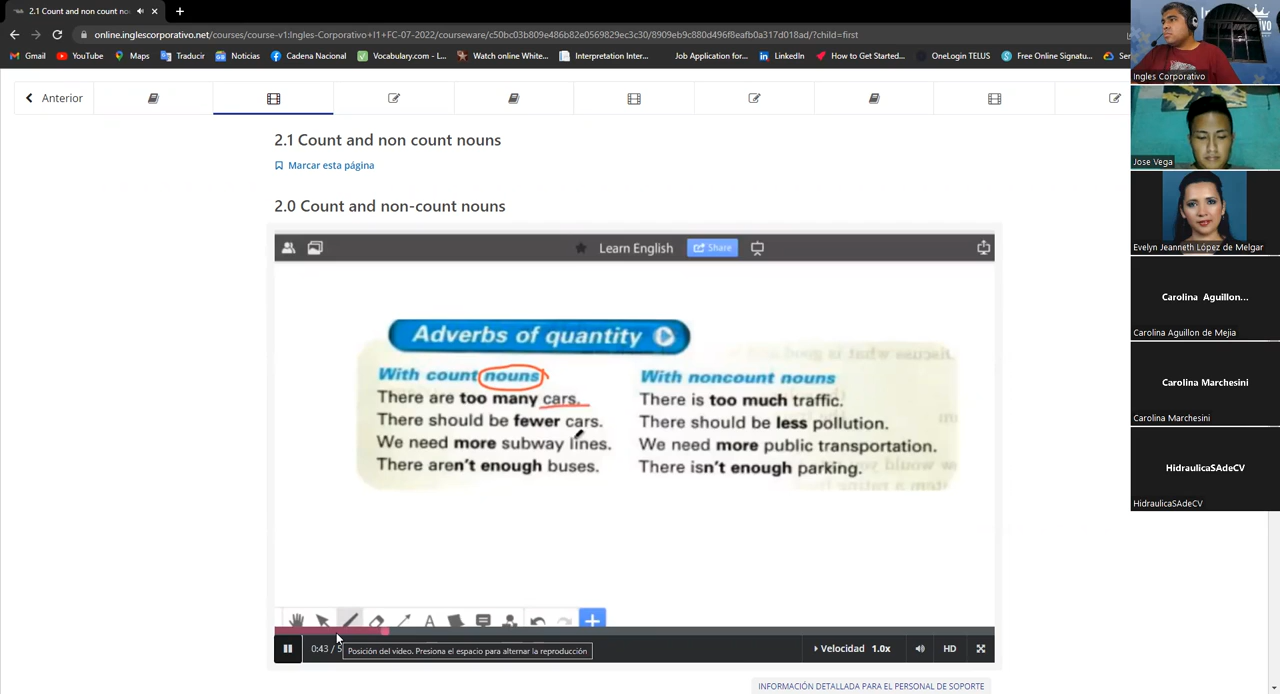 2.1 Count and non count no
online.inglescorporativo.net/courses/course-v1:Ingles-Corporativo+I1+FC-07-2022/courseware/c50bc03b809e486b82e0569829ec3c30/8909eb9c880d496f8eafb0a317d018ad/?child=first
Gmail YouTube Maps Traducir Noticias Cadena Nacional Vocabulary.com - L... Watch online White... Interpretation Inter... Job Application for... LinkedIn How to Get Started... OneLogin TELUS Free Online Signatu... Se
Anterior
2.1 Count and non count nouns
Marcar esta página
2.0 Count and non-count nouns
Learn English Share
Adverbs of quantity
With count nouns
There are too many cars.
There should be fewer cars.
We need more subway lines.
There aren't enough buses.
With noncount nouns
There is too much traffic.
There should be less pollution.
We need more public transportation.
There isn't enough parking.
0:43 / 5
Posición del vídeo. Presiona el espacio para alternar la reproducción
Velocidad 1.0x HD
INFORMACIÓN DETALLADA PARA EL PERSONAL DE SOPORTE
Ingles Corporativo
Jose Vega
Evelyn Jeanneth López de Melgar
Carolina Aguillon...
Carolina Aguillon de Mejia
Carolina Marchesini
Carolina Marchesini
HidraulicaSAdeCV
HidraulicaSAdeCV